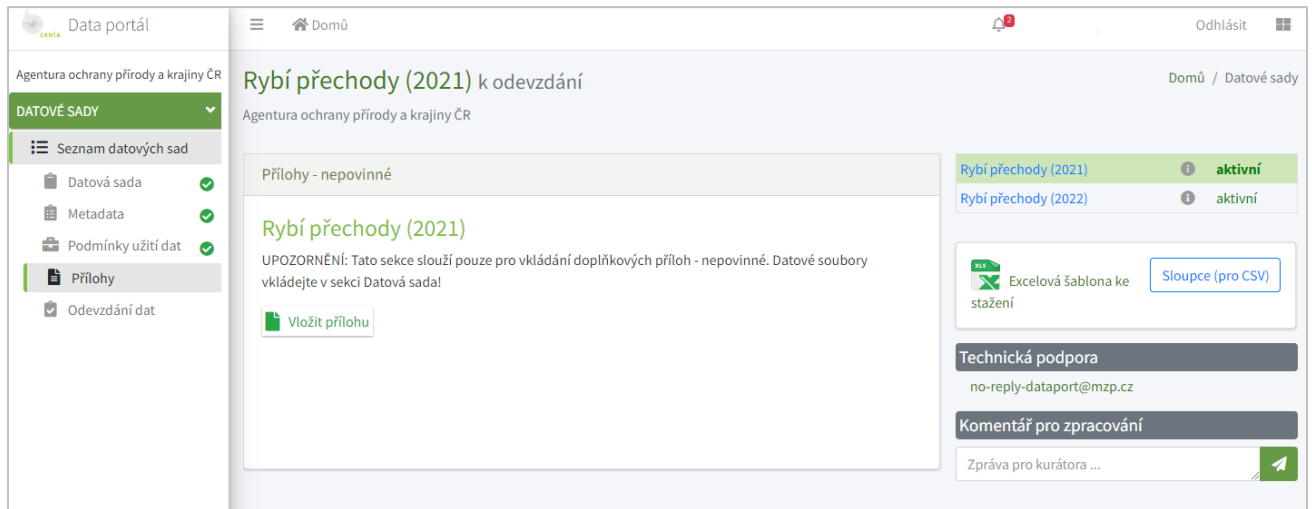 cenia Data portál
Domů
2
Odhlásit
Agentura ochrany přírody a krajiny ČR
DATOVÉ SADY
Seznam datových sad
Datová sada
Metadata
Podmínky užití dat
Přílohy
Odevzdání dat
Rybí přechody (2021) k odevzdání
Domů / Datové sady
Agentura ochrany přírody a krajiny ČR
Přílohy - nepovinné
Rybí přechody (2021)
UPOZORNĚNÍ: Tato sekce slouží pouze pro vkládání doplňkových příloh - nepovinné. Datové soubory
vkládejte v sekci Datová sada!
Vložit přílohu
Rybí přechody (2021) aktivní
Rybí přechody (2022) aktivní
XLS
Excelová šablona ke
stažení
Sloupce (pro CSV)
Technická podpora
no-reply-dataport@mzp.cz
Komentář pro zpracování
Zpráva pro kurátora ...